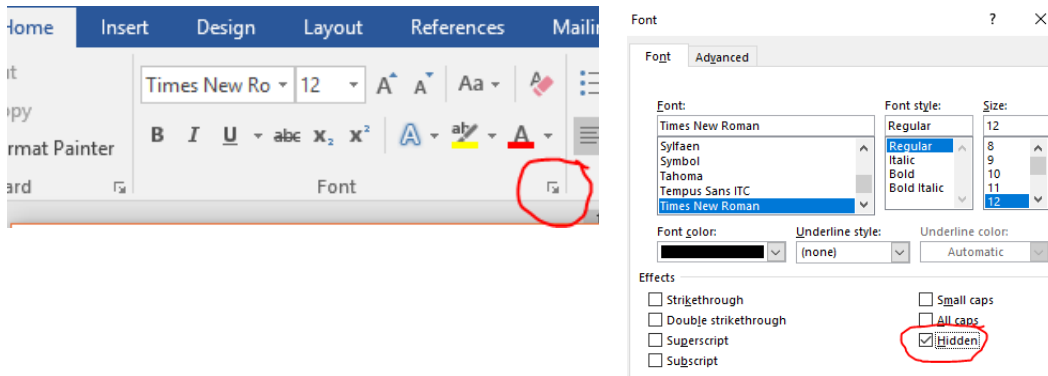 Home Insert Design Layout References Mailin
Times New Ro 12 A A Aa
opy
B I U abc X₂ X² A ab A
rmat Painter
ard Font
Font ? X
Font Advanced
Font: Font style: Size:
Times New Roman Regular 12
Sylfaen Regular 8
Symbol Italic 9
Tahoma Bold 10
Tempus Sans ITC Bold Italic 11
Times New Roman 12
Font color: Underline style: Underline color:
(none) Automatic
Effects
Strikethrough Small caps
Double strikethrough All caps
Superscript Hidden
Subscript